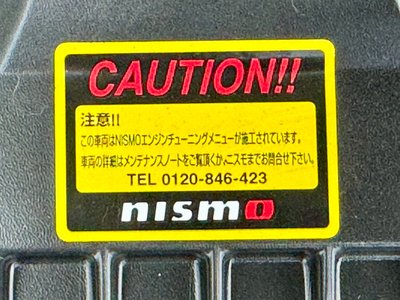 CAUTION!!
注意!!
この車両はNISMOエンジンチューニングメニューが施工されています。
車両の詳細はメンテナンスノートをご覧頂くか、ニスモまでお問合せ下さい。
TEL 0120-846-423
nismo